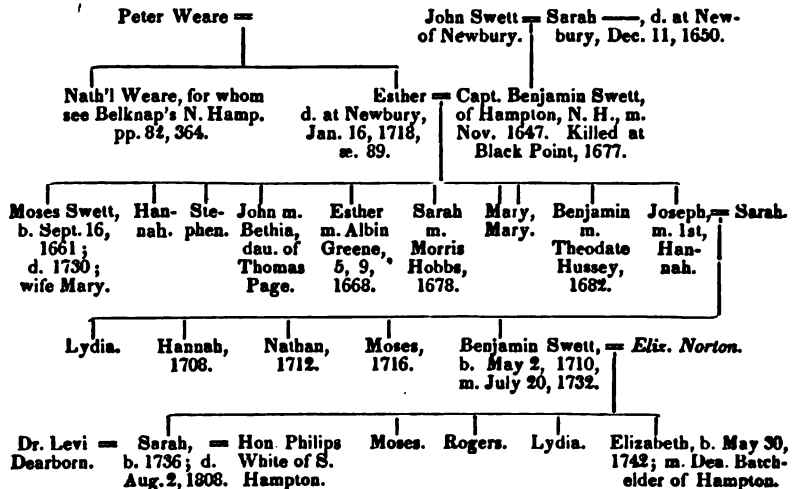 Peter Weare = John Swett = Sarah ——, d. at New-
of Newbury. bury, Dec. 11, 1650.
Nath'l Weare, for whom
see Belknap's N. Hamp.
pp. 82, 364.
Esther = Capt. Benjamin Swett,
d. at Newbury, of Hampton, N. H., m.
Jan. 16, 1718, Nov. 1647. Killed at
æ. 89. Black Point, 1677.
Moses Swett,
b. Sept. 16,
1661;
d. 1730;
wife Mary.
Han-
nah.
Ste-
phen.
John m.
Bethia,
dau. of
Thomas
Page.
Esther
m. Albin
Greene,
5, 9,
1668.
Sarah
m.
Morris
Hobbs,
1678.
Mary,
Mary.
Benjamin
m.
Theodate
Hussey,
1682.
Joseph, = Sarah.
m. 1st,
Han-
nah.
Lydia.
Hannah,
1708.
Nathan,
1712.
Moses,
1716.
Benjamin Swett, = Eliz. Norton.
b. May 2, 1710,
m. July 20, 1732.
Dr. Levi = Sarah, = Hon. Philips
Dearborn. b. 1736; d. White of S.
Aug. 2, 1808. Hampton.
Moses.
Rogers.
Lydia.
Elizabeth, b. May 30,
1742; m. Dea. Batch-
elder of Hampton.